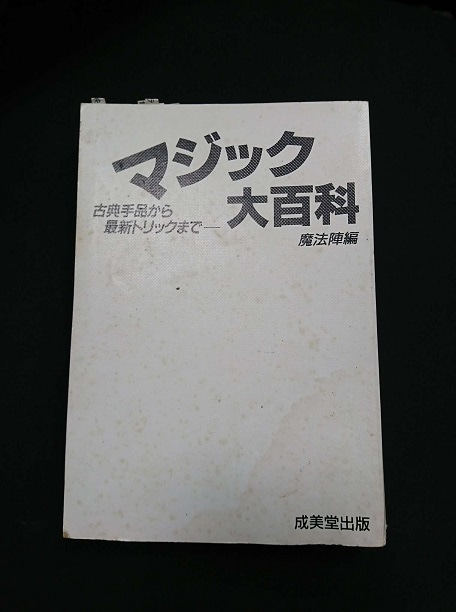 マジック
大百科
古典手品から
最新トリックまで—
魔法陣編
成美堂出版